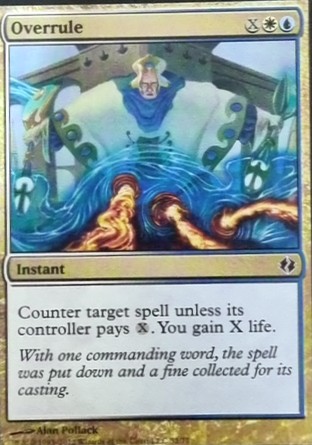 Overrule X
Instant
Counter target spell unless its
controller pays X. You gain X life.
With one commanding word, the spell
was put down and a fine collected for its
casting.
Alan Pollack